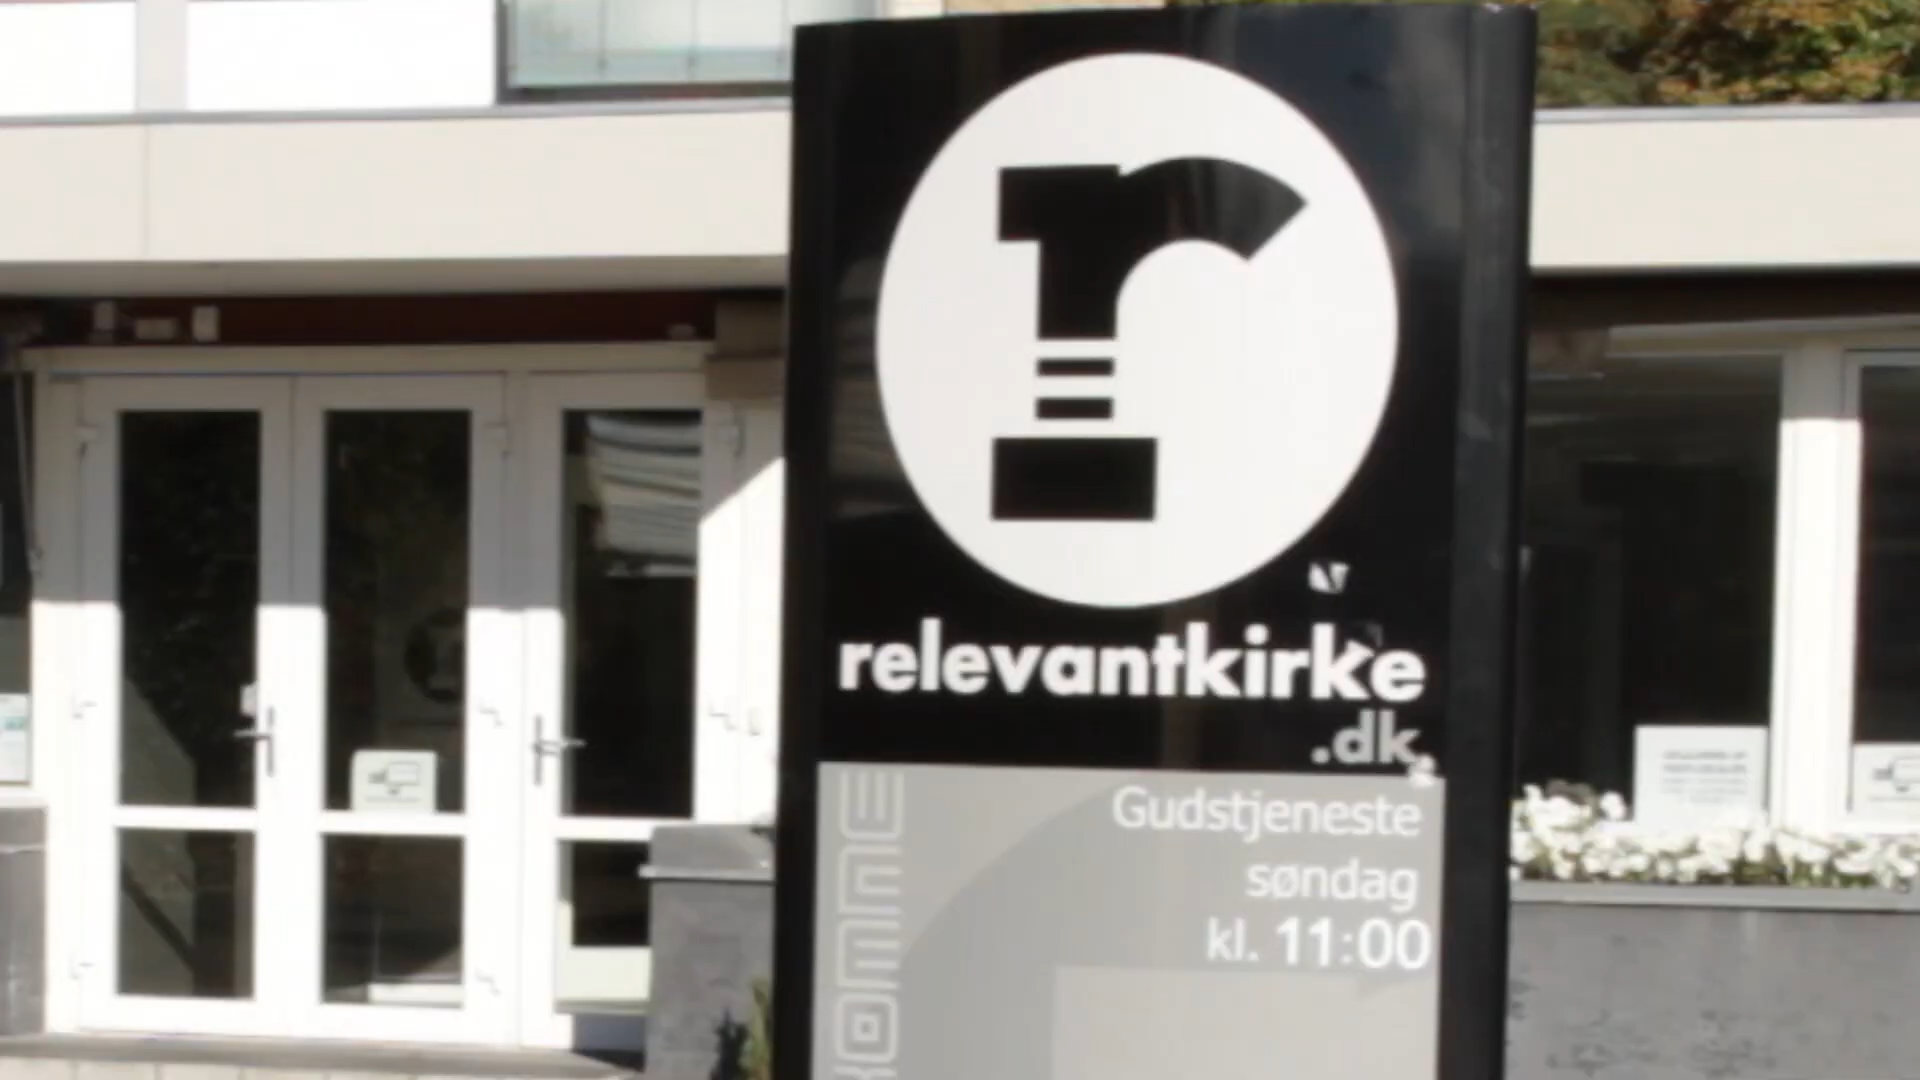 r
relevantkirke
.dk
Gudstjeneste
søndag
kl. 11:00